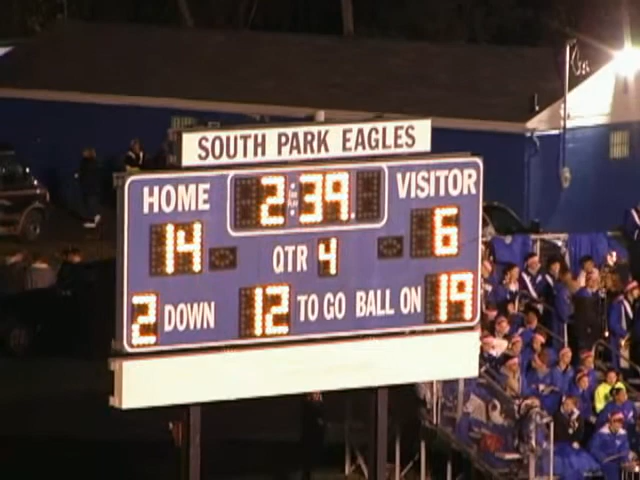 SOUTH PARK EAGLES
HOME 2:39 VISITOR
14 QTR 4 6
2 DOWN 12 TO GO BALL ON 19